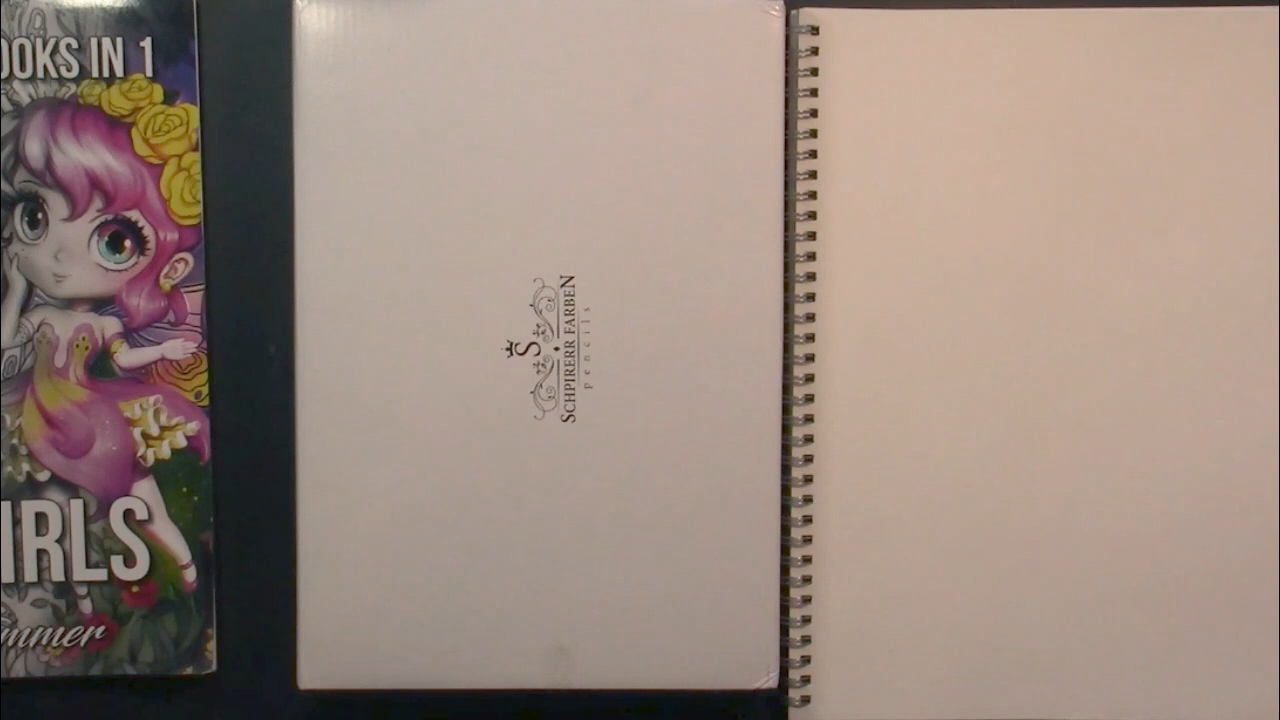 OOKS IN 1
IRLS
mmer
S
SCHPIRERR FARBEN
pencils